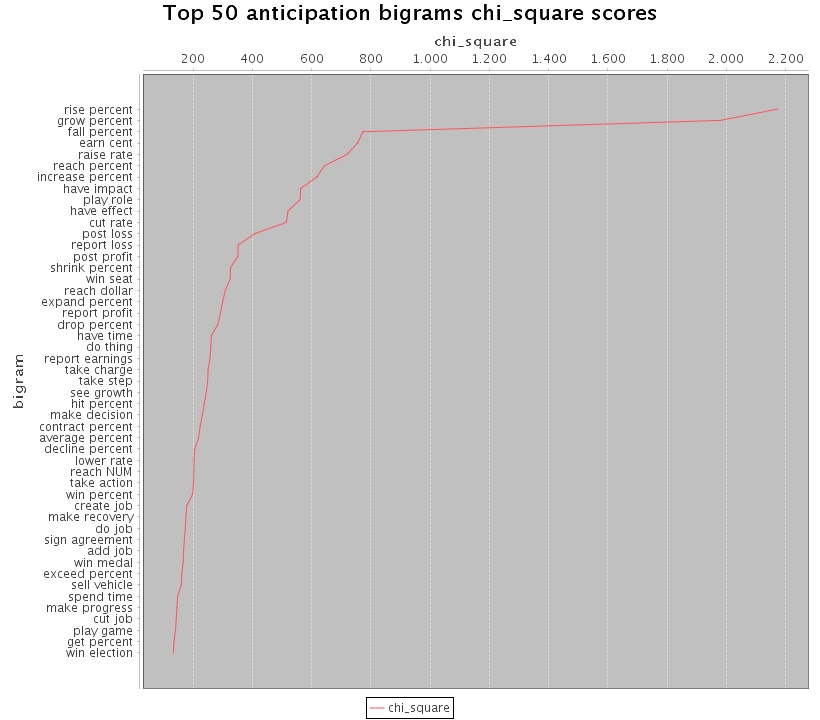 Top 50 anticipation bigrams chi_square scores
chi_square
200 400 600 800 1.000 1.200 1.400 1.600 1.800 2.000 2.200
bigram
rise percent
grow percent
fall percent
earn cent
raise rate
reach percent
increase percent
have impact
play role
have effect
cut rate
post loss
report loss
post profit
shrink percent
win seat
reach dollar
expand percent
report profit
drop percent
have time
do thing
report earnings
take charge
take step
see growth
hit percent
make decision
contract percent
average percent
decline percent
lower rate
reach NUM
take action
win percent
create job
make recovery
do job
sign agreement
add job
win medal
exceed percent
sell vehicle
spend time
make progress
cut job
play game
get percent
win election
chi_square